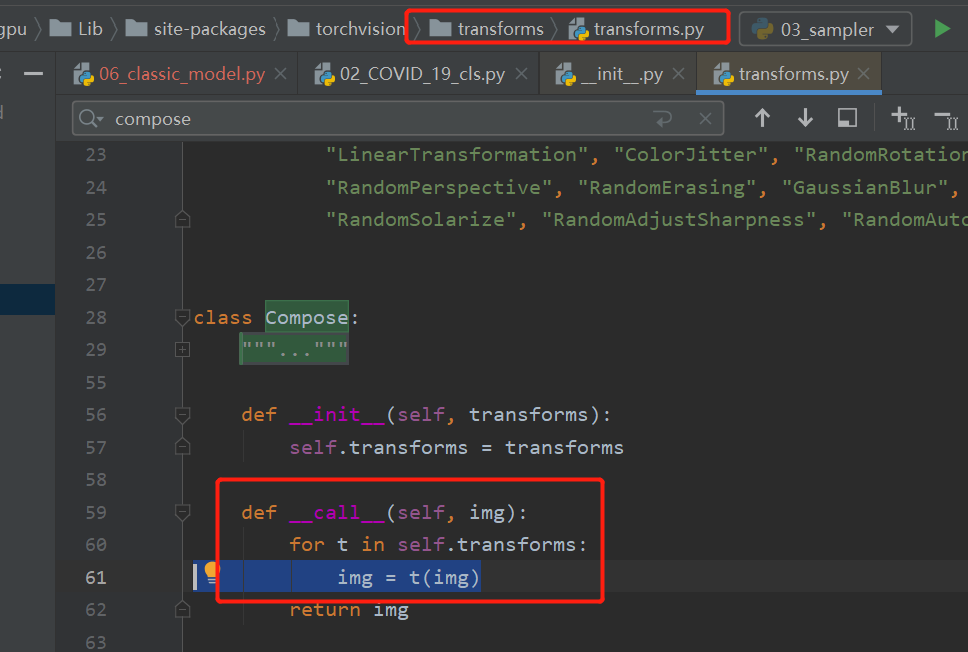 gpu Lib site-packages torchvision transforms transforms.py 03_sampler
06_classic_model.py 02_COVID_19_cls.py __init__.py transforms.py
compose
23 "LinearTransformation", "ColorJitter", "RandomRotation
24 "RandomPerspective", "RandomErasing", "GaussianBlur",
25 "RandomSolarize", "RandomAdjustSharpness", "RandomAuto
26
27
28 class Compose:
29 """..."""
55
56 def __init__(self, transforms):
57 self.transforms = transforms
58
59 def __call__(self, img):
60 for t in self.transforms:
61 img = t(img)
62 return img
63